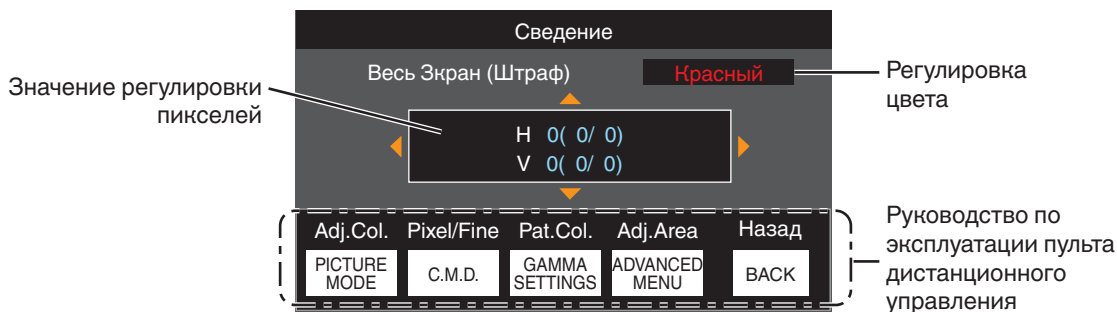 Сведение
Весь Зкран (Штраф)
Красный
Значение регулировки
пикселей
Регулировка
цвета
H 0( 0/ 0)
V 0( 0/ 0)
Adj.Col. Pixel/Fine Pat.Col. Adj.Area Назад
PICTURE
MODE
C.M.D.
GAMMA
SETTINGS
ADVANCED
MENU
BACK
Руководство по
эксплуатации пульта
дистанционного
управления